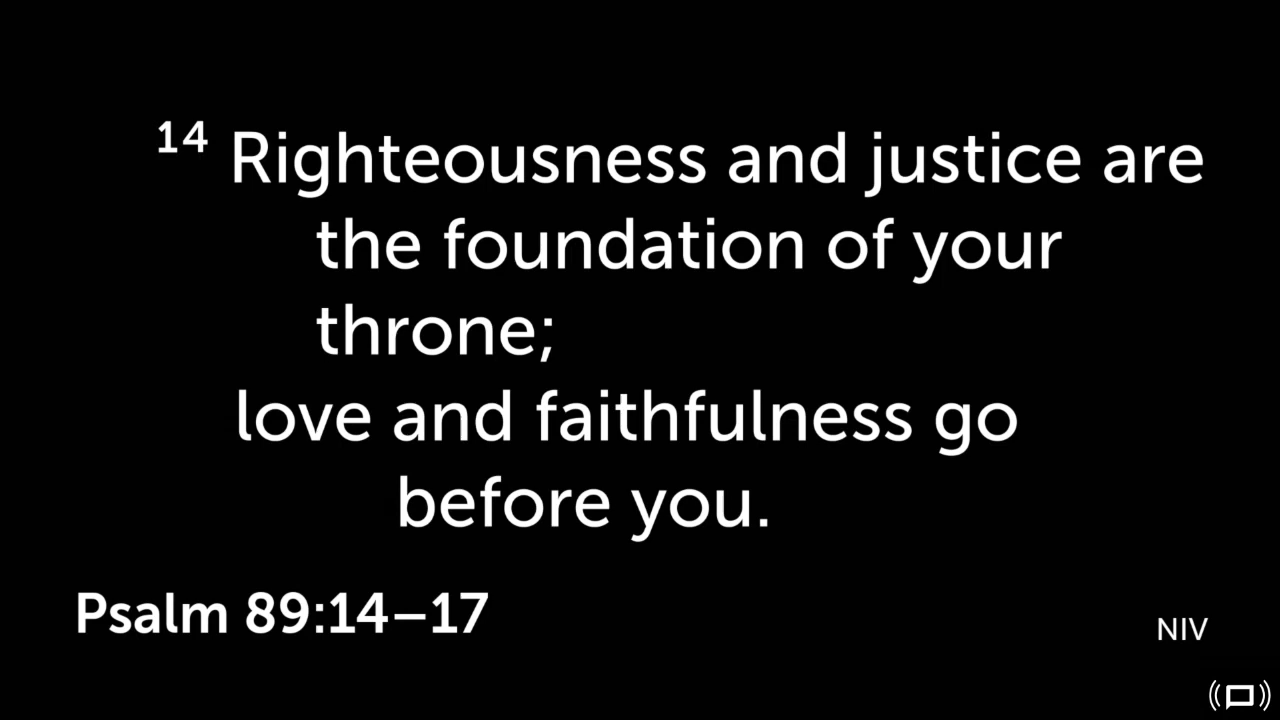 14 Righteousness and justice are
the foundation of your
throne;
love and faithfulness go
before you.
Psalm 89:14–17
NIV